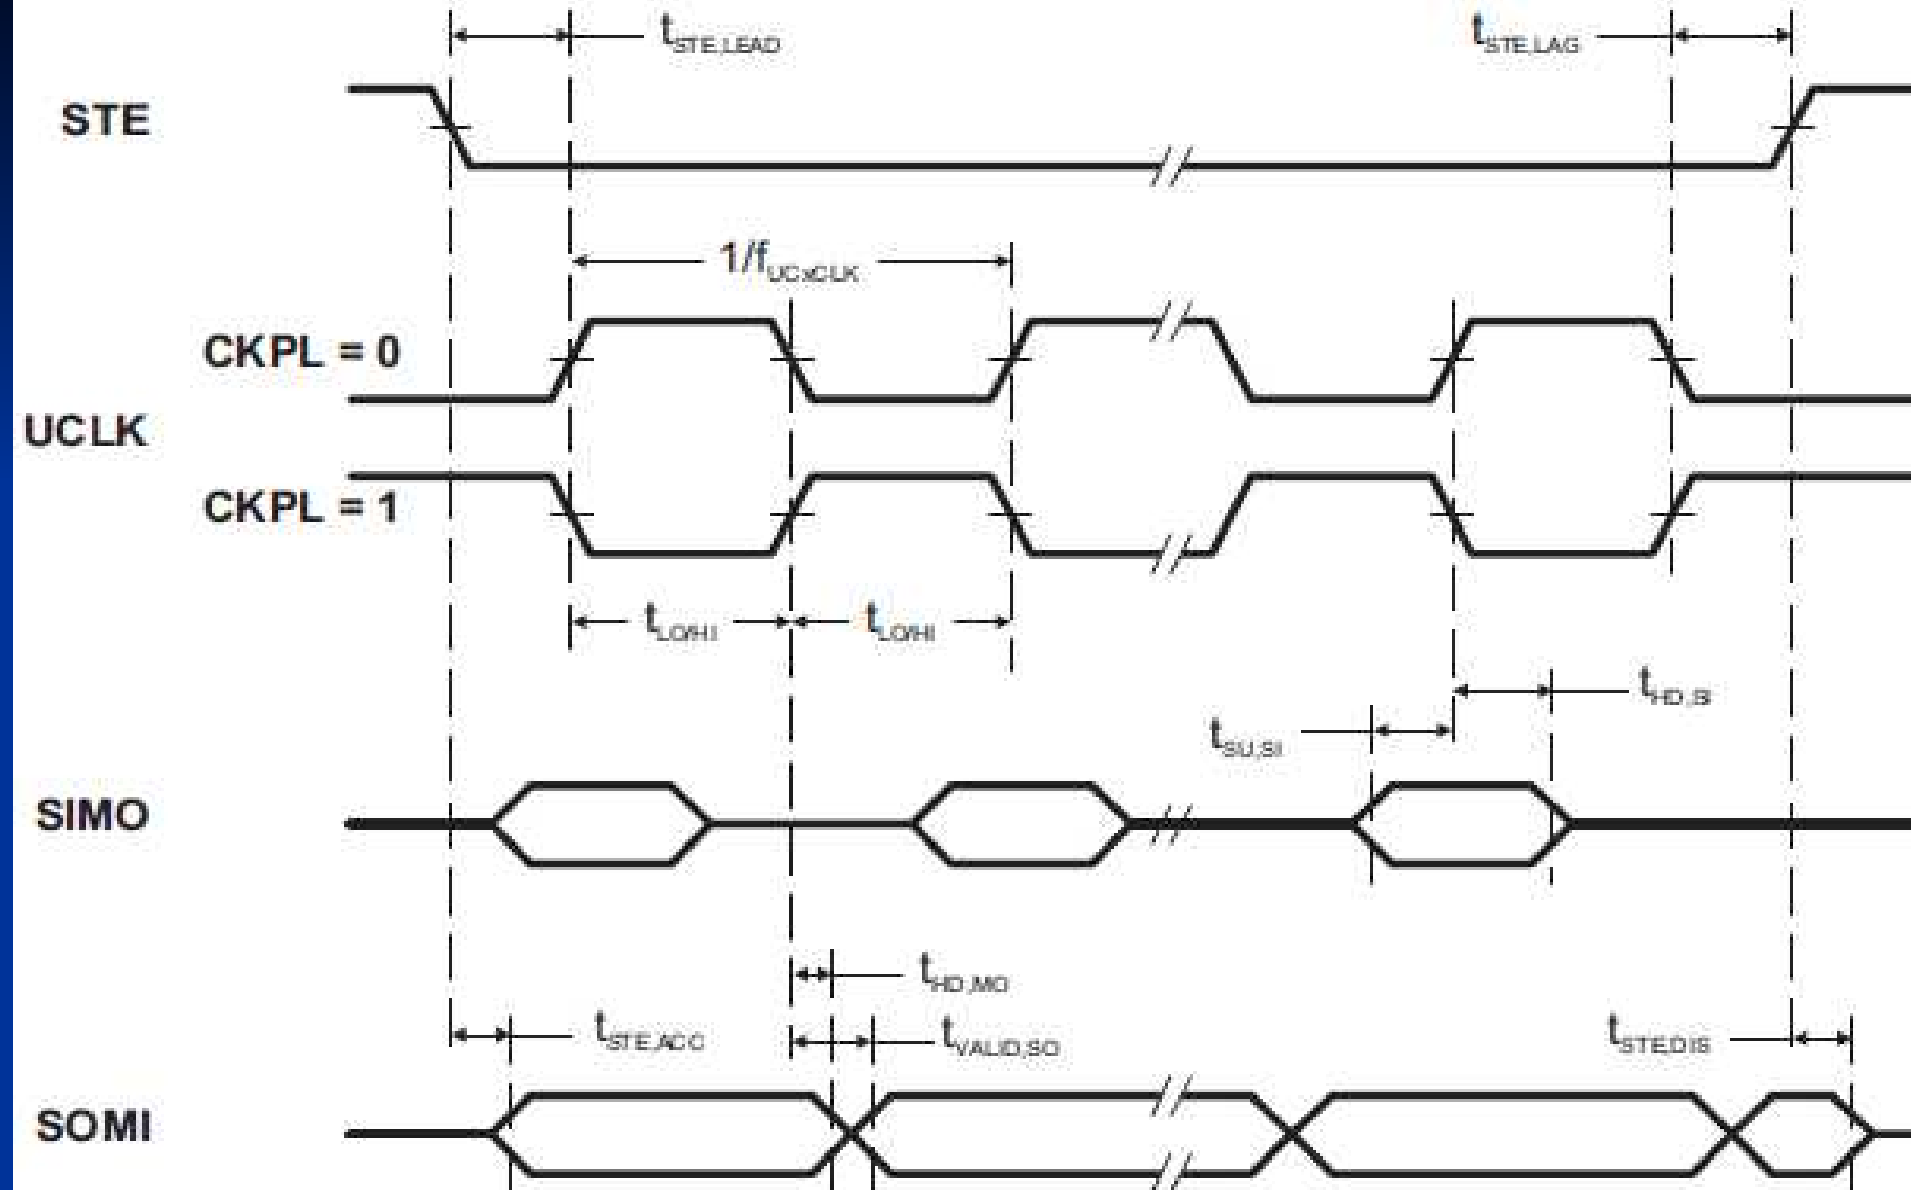 tSTE,LEAD
tSTE,LAG
STE
1/fUCxCLK
CKPL = 0
UCLK
CKPL = 1
tLO/HI
tLO/HI
tHD,SI
tSU,SI
SIMO
tHD,MO
tSTE,ACC
tVALID,SO
tSTE,DIS
SOMI